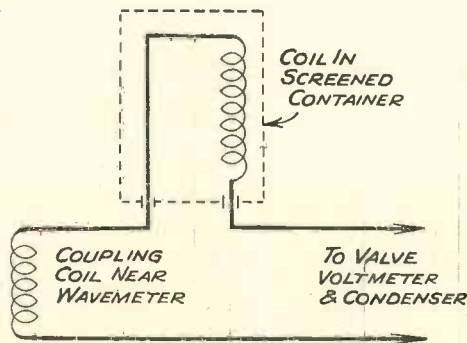 COIL IN
SCREENED
CONTAINER
COUPLING
COIL NEAR
WAVEMETER
TO VALVE
VOLTMETER
& CONDENSER